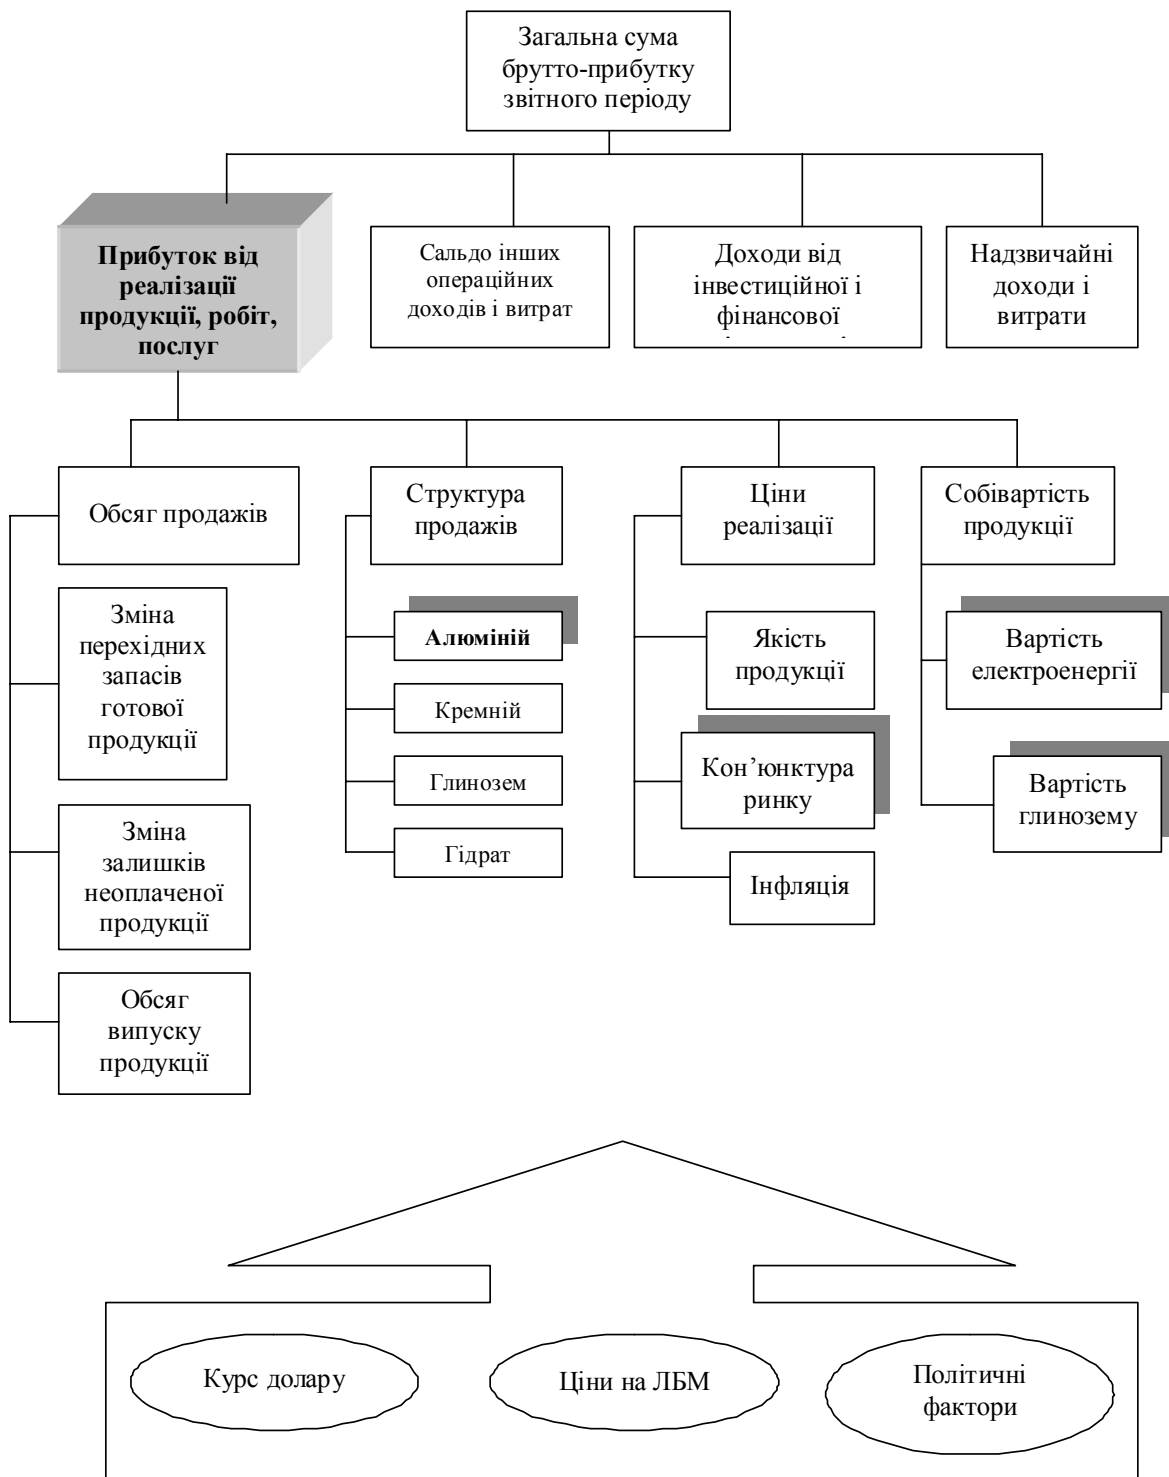 Загальна сума
брутто-прибутку
звітного періоду
Прибуток від
реалізації
продукції, робіт,
послуг
Сальдо інших
операційних
доходів і витрат
Доходи від
інвестиційної і
фінансової
Надзвичайні
доходи і
витрати
Обсяг продажів
Структура
продажів
Ціни
реалізації
Собівартість
продукції
Зміна
перехідних
запасів
готової
продукції
Зміна
залишків
неоплаченої
продукції
Обсяг
випуску
продукції
Алюміній
Кремній
Глинозем
Гідрат
Якість
продукції
Кон’юнктура
ринку
Інфляція
Вартість
електроенергії
Вартість
глинозему
Курс долару
Ціни на ЛБМ
Політичні
фактори